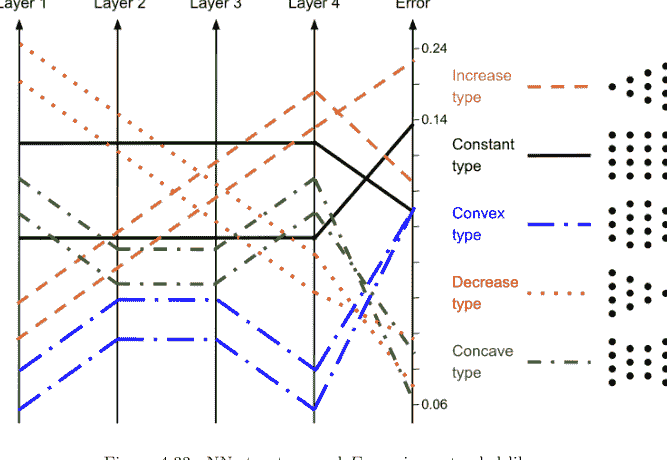 Layer 1 Layer 2 Layer 3 Layer 4 Error
0.24
Increase
type
0.14
Constant
type
Convex
type
Decrease
type
Concave
type
0.06